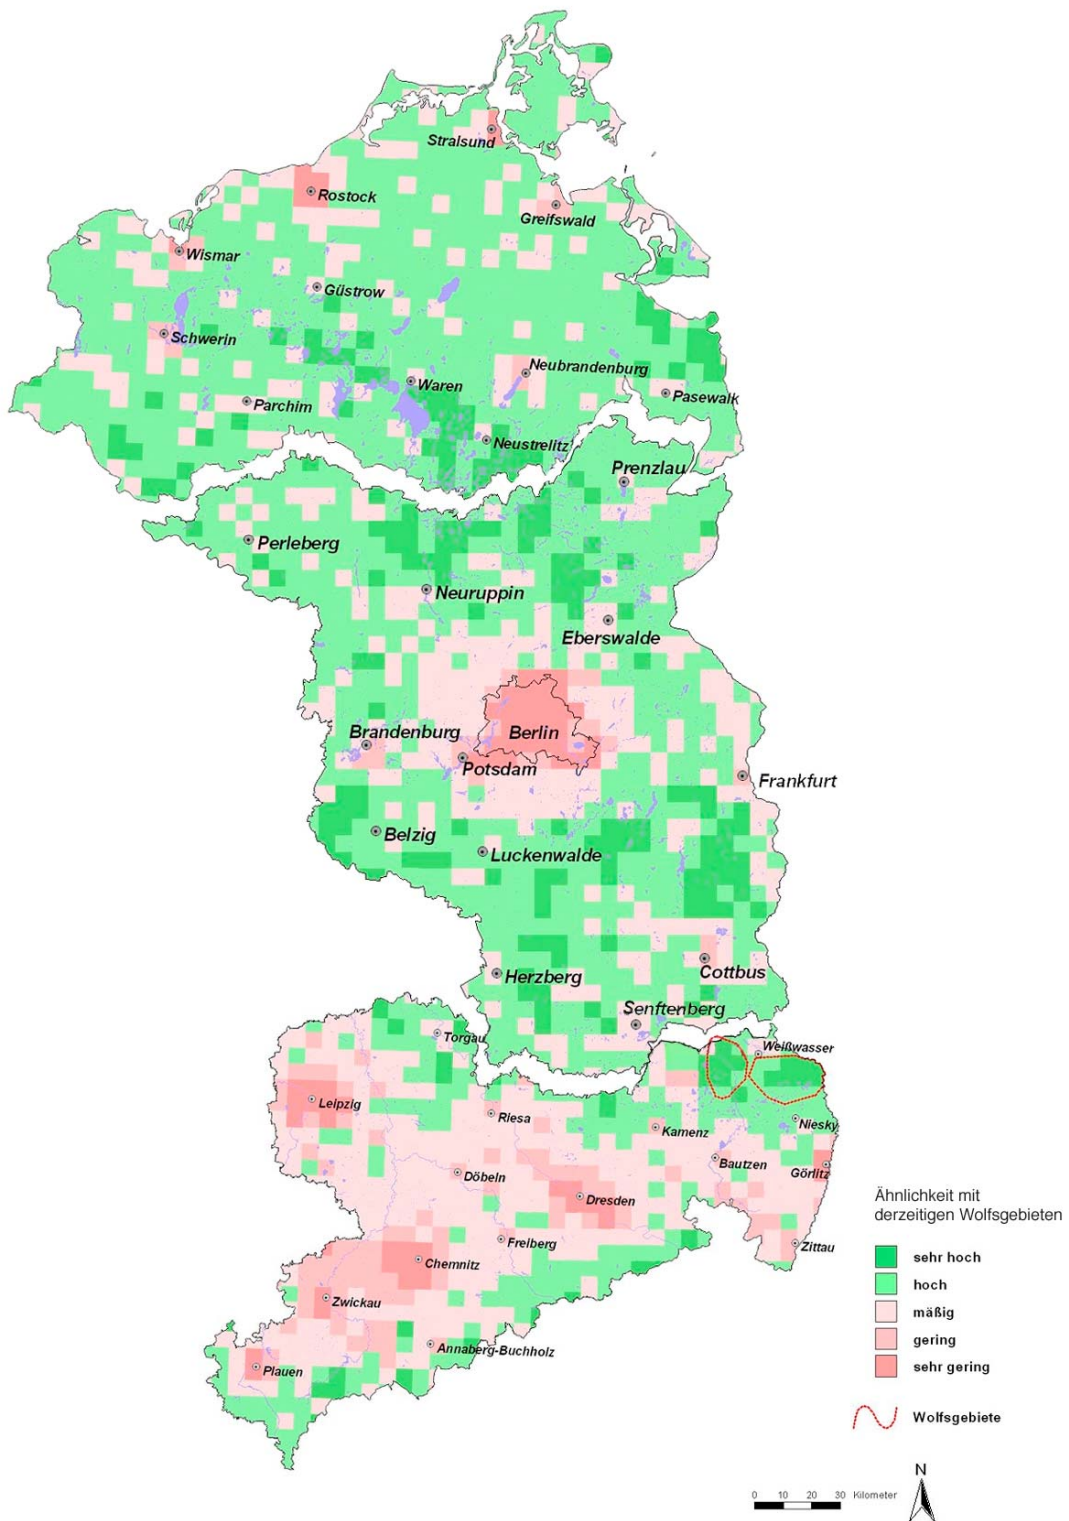 Stralsund
Rostock
Greifswald
Wismar
Güstrow
Schwerin
Neubrandenburg
Waren
Pasewalk
Parchim
Neustrelitz
Prenzlau
Perleberg
Neuruppin
Eberswalde
Brandenburg
Berlin
Potsdam
Frankfurt
Belzig
Luckenwalde
Herzberg
Cottbus
Senftenberg
Torgau
Weißwasser
Leipzig
Riesa
Niesky
Kamenz
Bautzen
Görlitz
Döbeln
Dresden
Freiberg
Zittau
Chemnitz
Zwickau
Annaberg-Buchholz
Plauen
Ähnlichkeit mit
derzeitigen Wolfsgebieten
sehr hoch
hoch
mäßig
gering
sehr gering
Wolfsgebiete
N
0 10 20 30 Kilometer